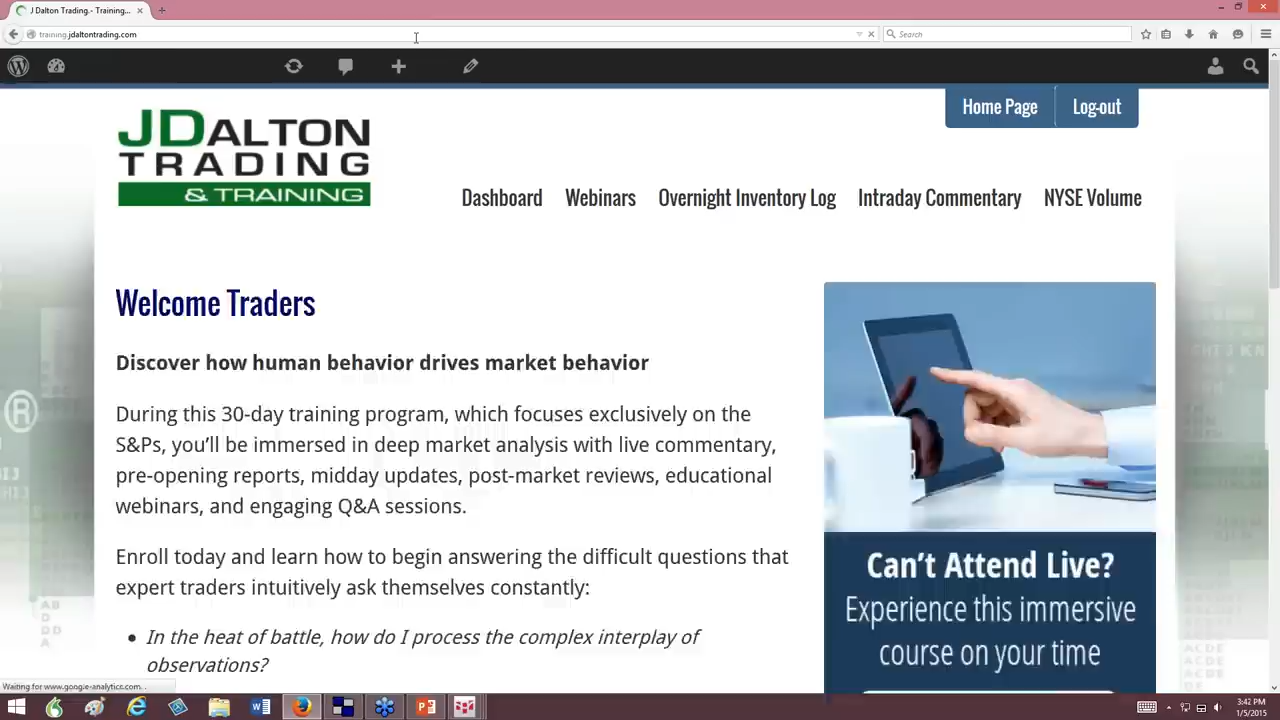 J Dalton Trading.- Training...
training.jdaltontrading.com
Search
Home Page
Log-out
JDALTON
TRADING
& TRAINING
Dashboard
Webinars
Overnight Inventory Log
Intraday Commentary
NYSE Volume
Welcome Traders
Discover how human behavior drives market behavior
During this 30-day training program, which focuses exclusively on the
S&Ps, you'll be immersed in deep market analysis with live commentary,
pre-opening reports, midday updates, post-market reviews, educational
webinars, and engaging Q&A sessions.
Enroll today and learn how to begin answering the difficult questions that
expert traders intuitively ask themselves constantly:
• In the heat of battle, how do I process the complex interplay of
observations?
Can't Attend Live?
Experience this immersive
course on your time
Waiting for www.google-analytics.com...
3:42 PM
1/5/2015